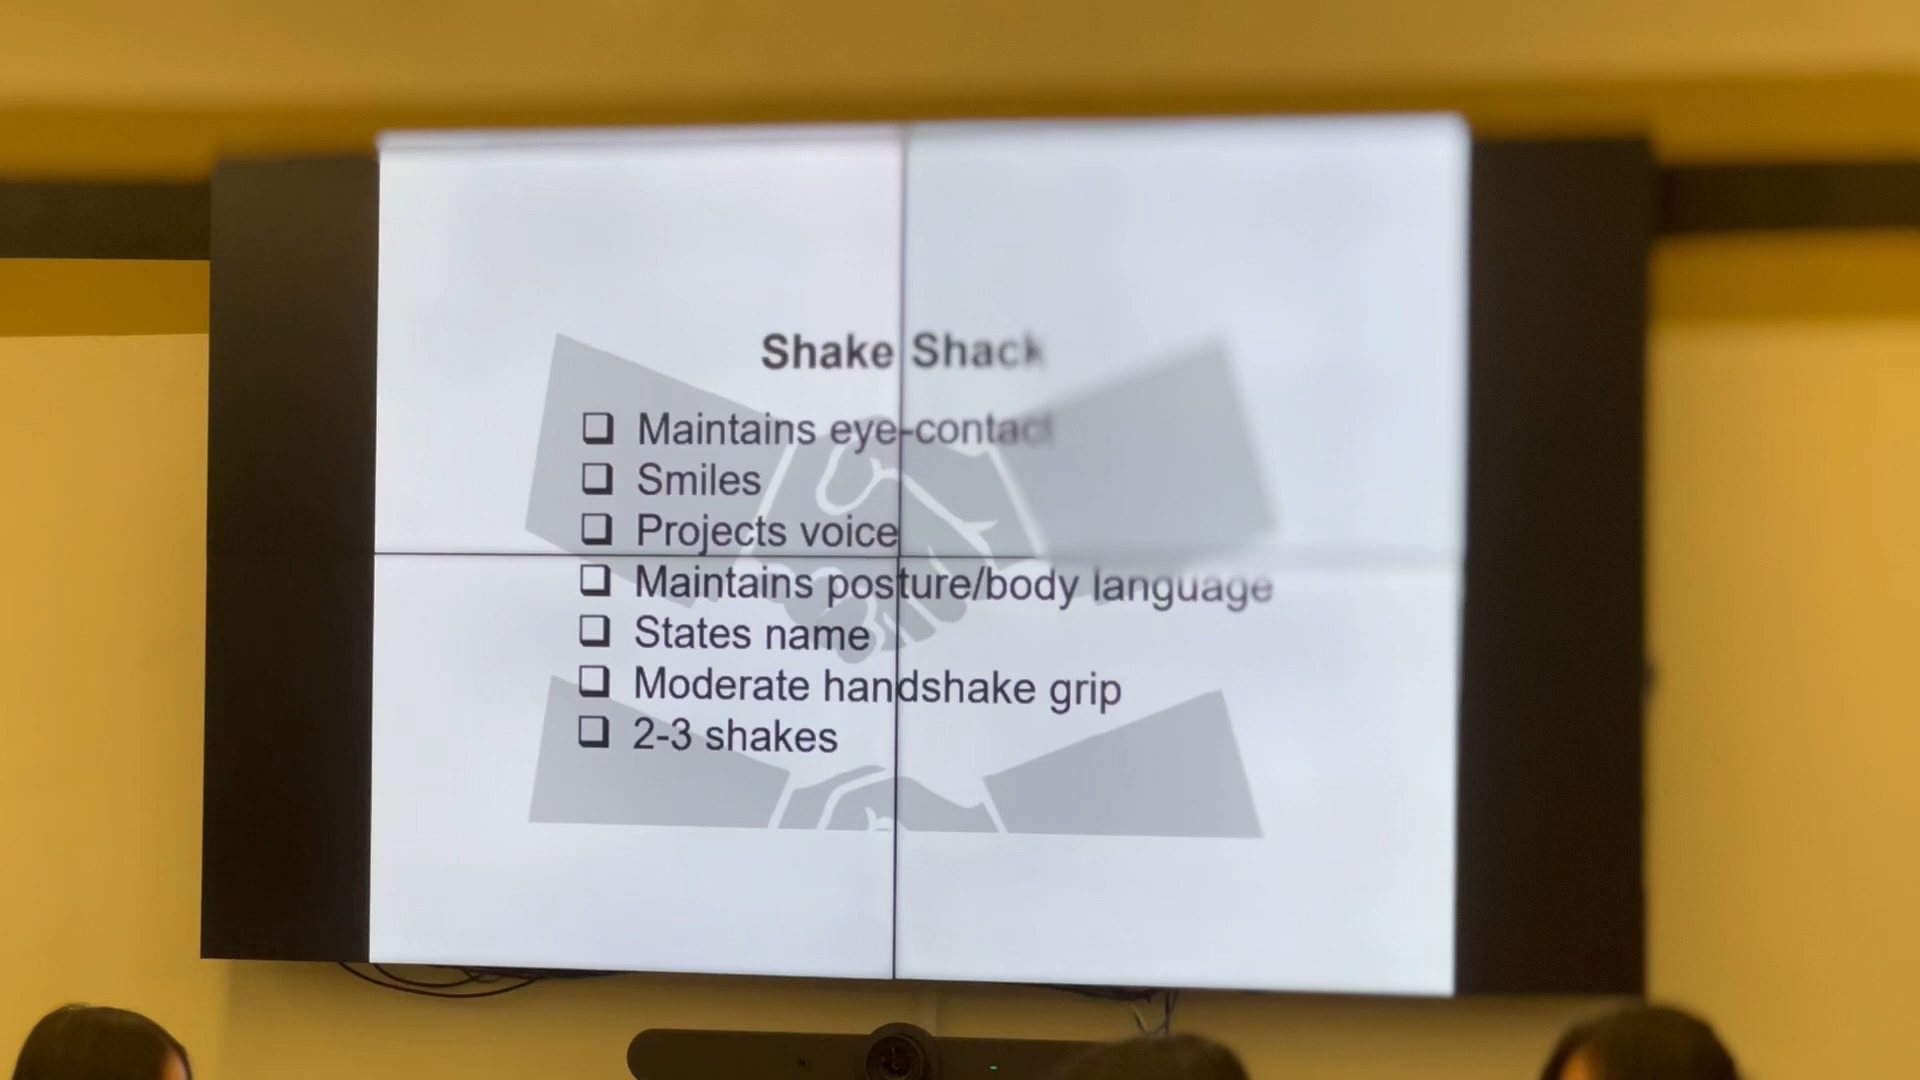 Shake Shack
❑ Maintains eye-contact
❑ Smiles
❑ Projects voice
❑ Maintains posture/body language
❑ States name
❑ Moderate handshake grip
❑ 2-3 shakes